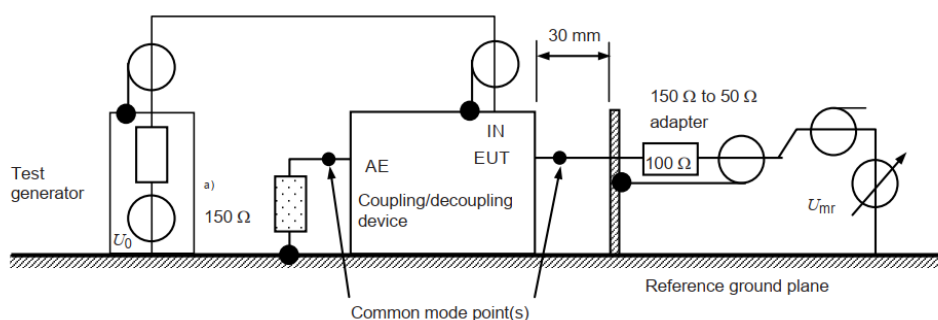 30 mm
150 Ω to 50 Ω
adapter
IN
EUT
100 Ω
Test
generator
a)
150 Ω
AE
Coupling/decoupling
device
U0
Umr
Reference ground plane
Common mode point(s)